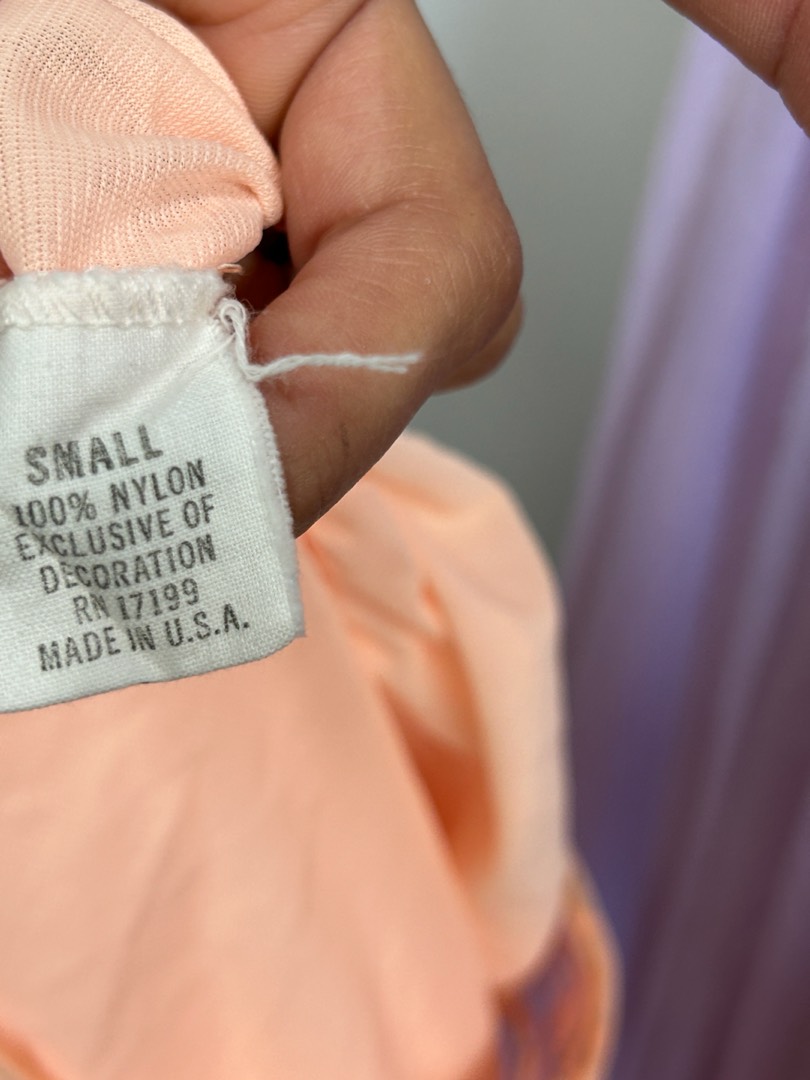 SMALL
100% NYLON
EXCLUSIVE OF
DECORATION
RN 17199
MADE IN U.S.A.